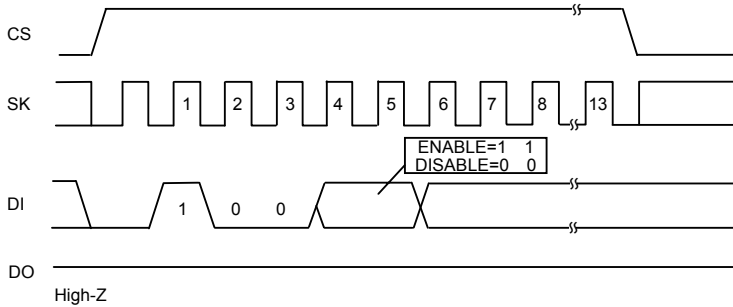 CS
SK
1 2 3 4 5 6 7 8 13
ENABLE=1 1
DISABLE=0 0
DI
1 0 0
DO
High-Z